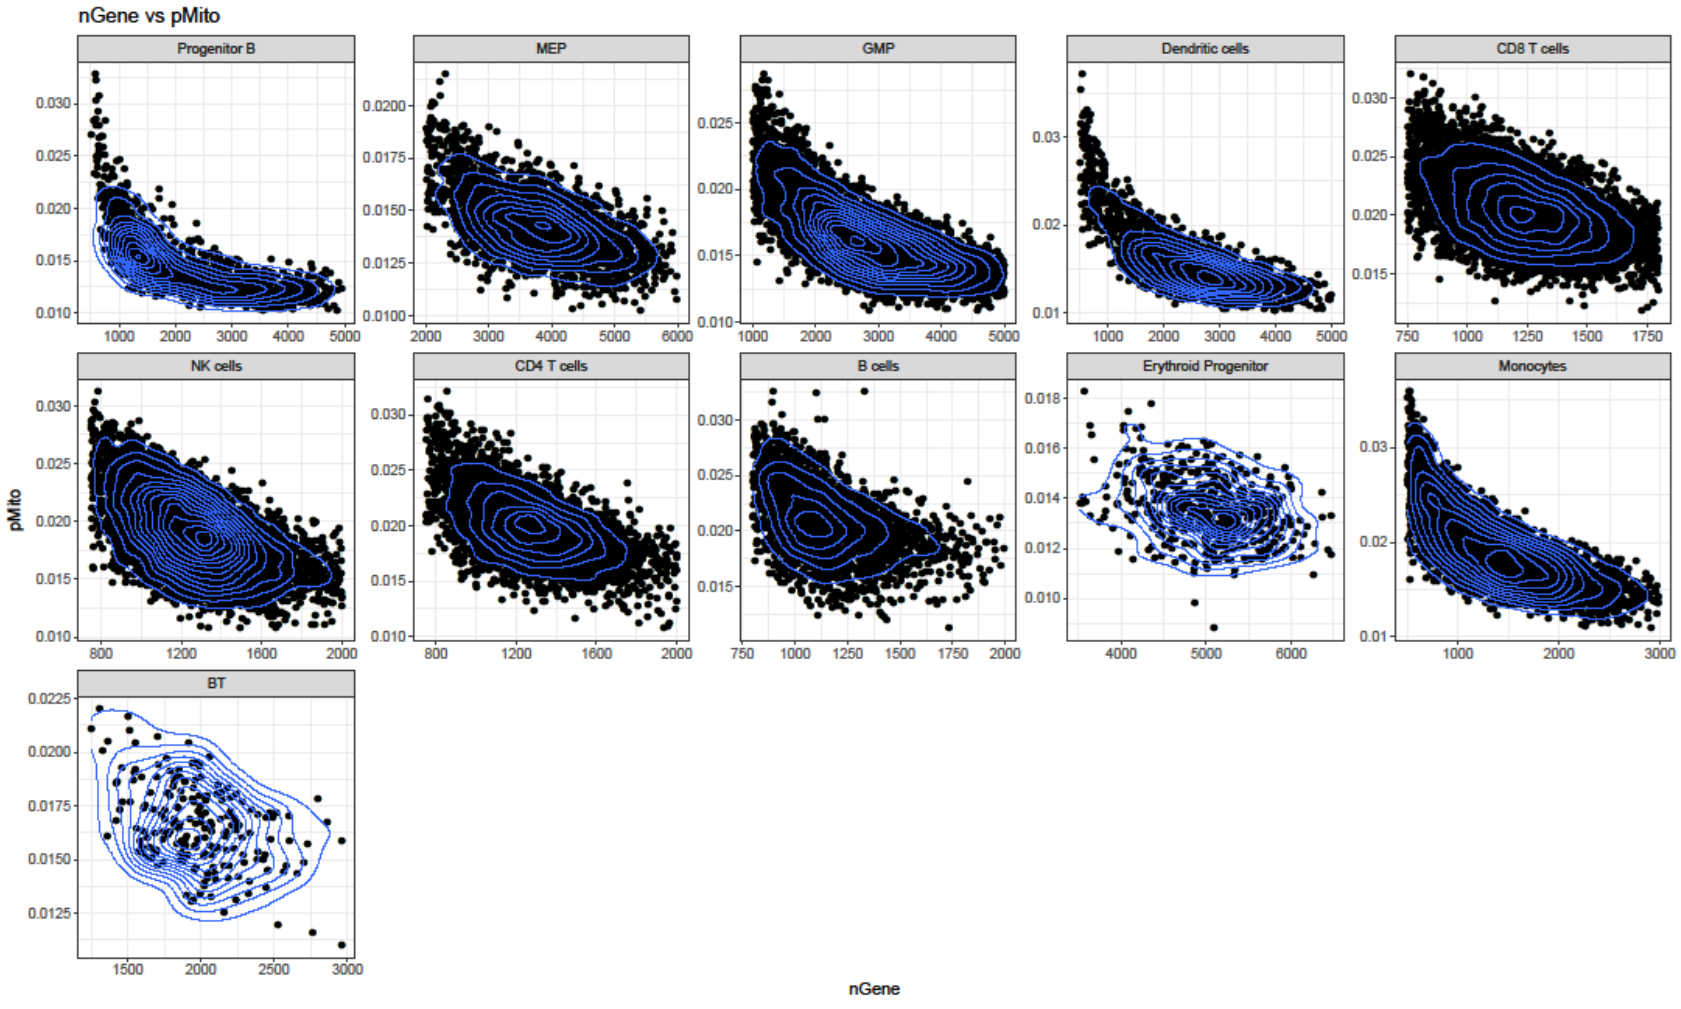 nGene vs pMito
Progenitor B
MEP
GMP
Dendritic cells
CD8 T cells
0.030
0.025
0.020
0.015
0.010
1000 2000 3000 4000 5000
0.0200
0.0175
0.0150
0.0125
0.0100
2000 3000 4000 5000 6000
0.025
0.020
0.015
0.010
1000 2000 3000 4000 5000
0.03
0.02
0.01
1000 2000 3000 4000 5000
0.030
0.025
0.020
0.015
750 1000 1250 1500 1750
NK cells
CD4 T cells
B cells
Erythroid Progenitor
Monocytes
pMito
0.030
0.025
0.020
0.015
0.010
800 1200 1600 2000
0.030
0.025
0.020
0.015
0.010
800 1200 1600 2000
0.030
0.025
0.020
0.015
750 1000 1250 1500 1750 2000
0.018
0.016
0.014
0.012
0.010
4000 5000 6000
0.03
0.02
0.01
1000 2000 3000
BT
0.0225
0.0200
0.0175
0.0150
0.0125
1500 2000 2500 3000
nGene